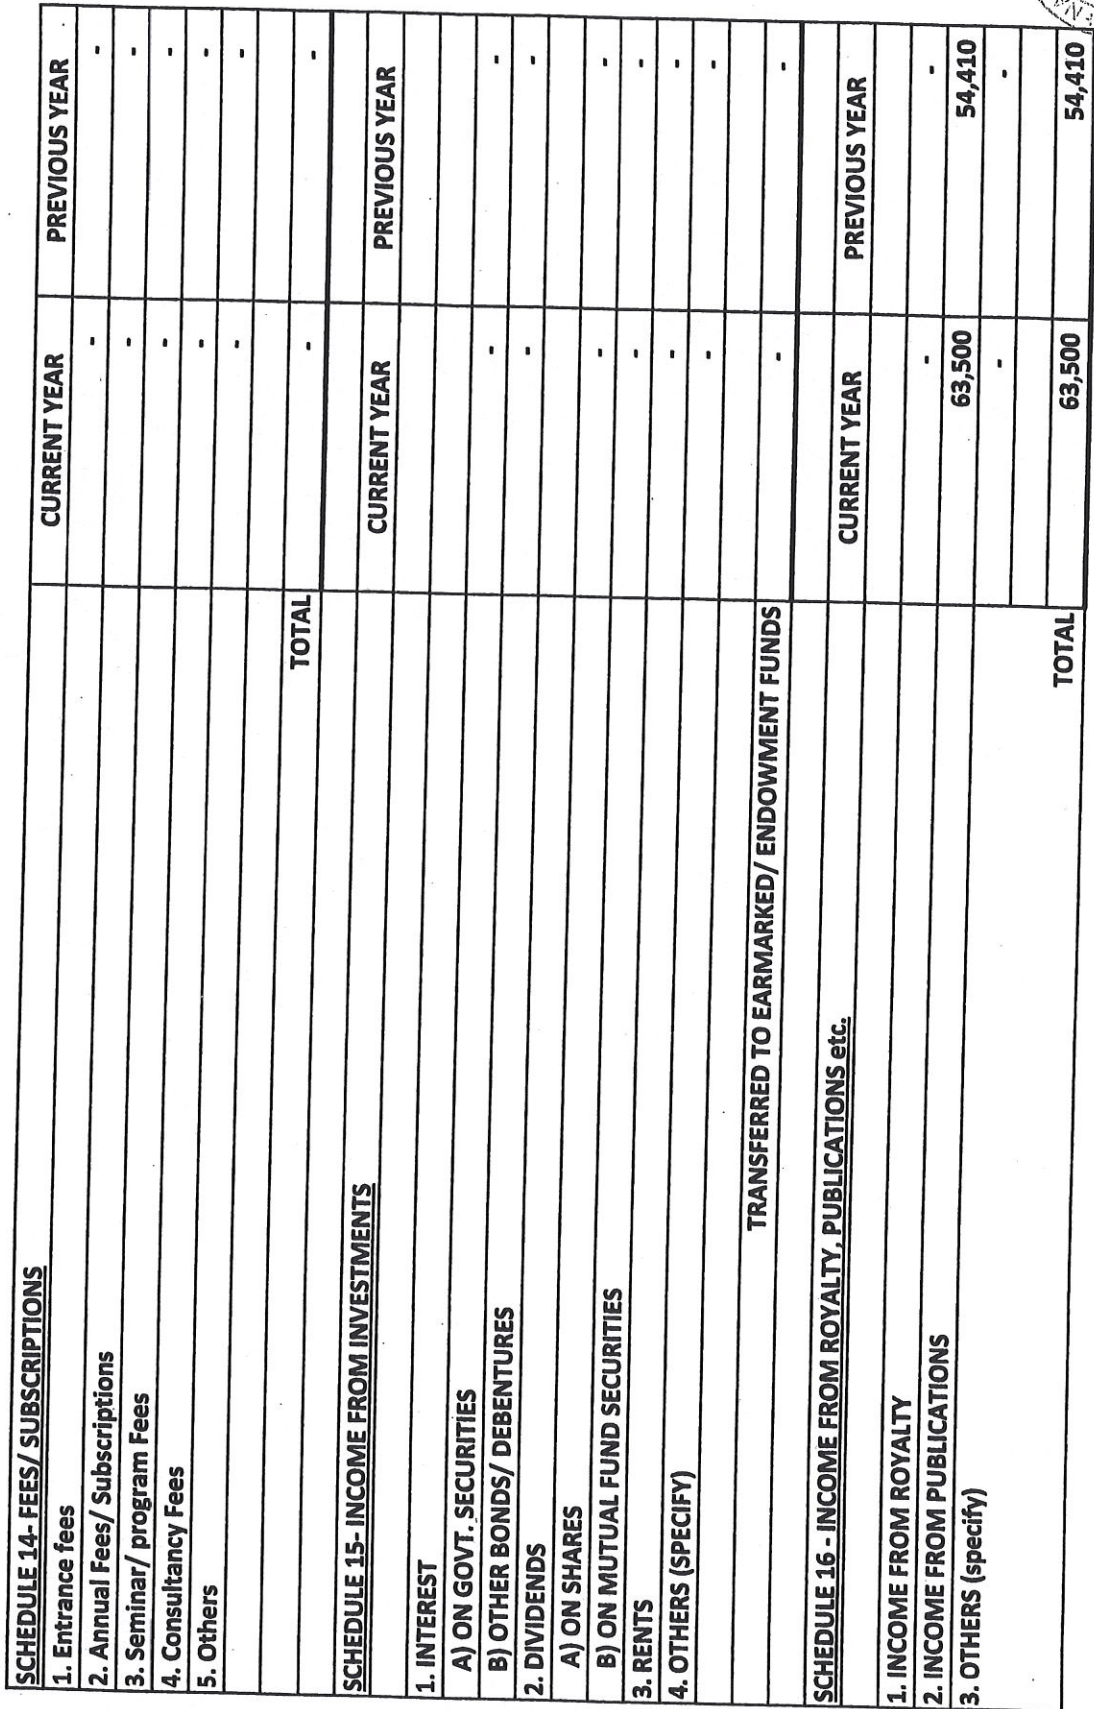 SCHEDULE 14- FEES/ SUBSCRIPTIONS CURRENT YEAR PREVIOUS YEAR
1. Entrance fees - -
2. Annual Fees/ Subscriptions - -
3. Seminar/ program Fees - -
4. Consultancy Fees - -
5. Others - -
TOTAL - -
SCHEDULE 15- INCOME FROM INVESTMENTS CURRENT YEAR PREVIOUS YEAR
1. INTEREST
A) ON GOVT. SECURITIES - -
B) OTHER BONDS/ DEBENTURES - -
2. DIVIDENDS
A) ON SHARES - -
B) ON MUTUAL FUND SECURITIES - -
3. RENTS - -
4. OTHERS (SPECIFY) - -
TRANSFERRED TO EARMARKED/ ENDOWMENT FUNDS - -
SCHEDULE 16 - INCOME FROM ROYALTY, PUBLICATIONS etc. CURRENT YEAR PREVIOUS YEAR
1. INCOME FROM ROYALTY - -
2. INCOME FROM PUBLICATIONS 63,500 54,410
3. OTHERS (specify) - -
TOTAL 63,500 54,410